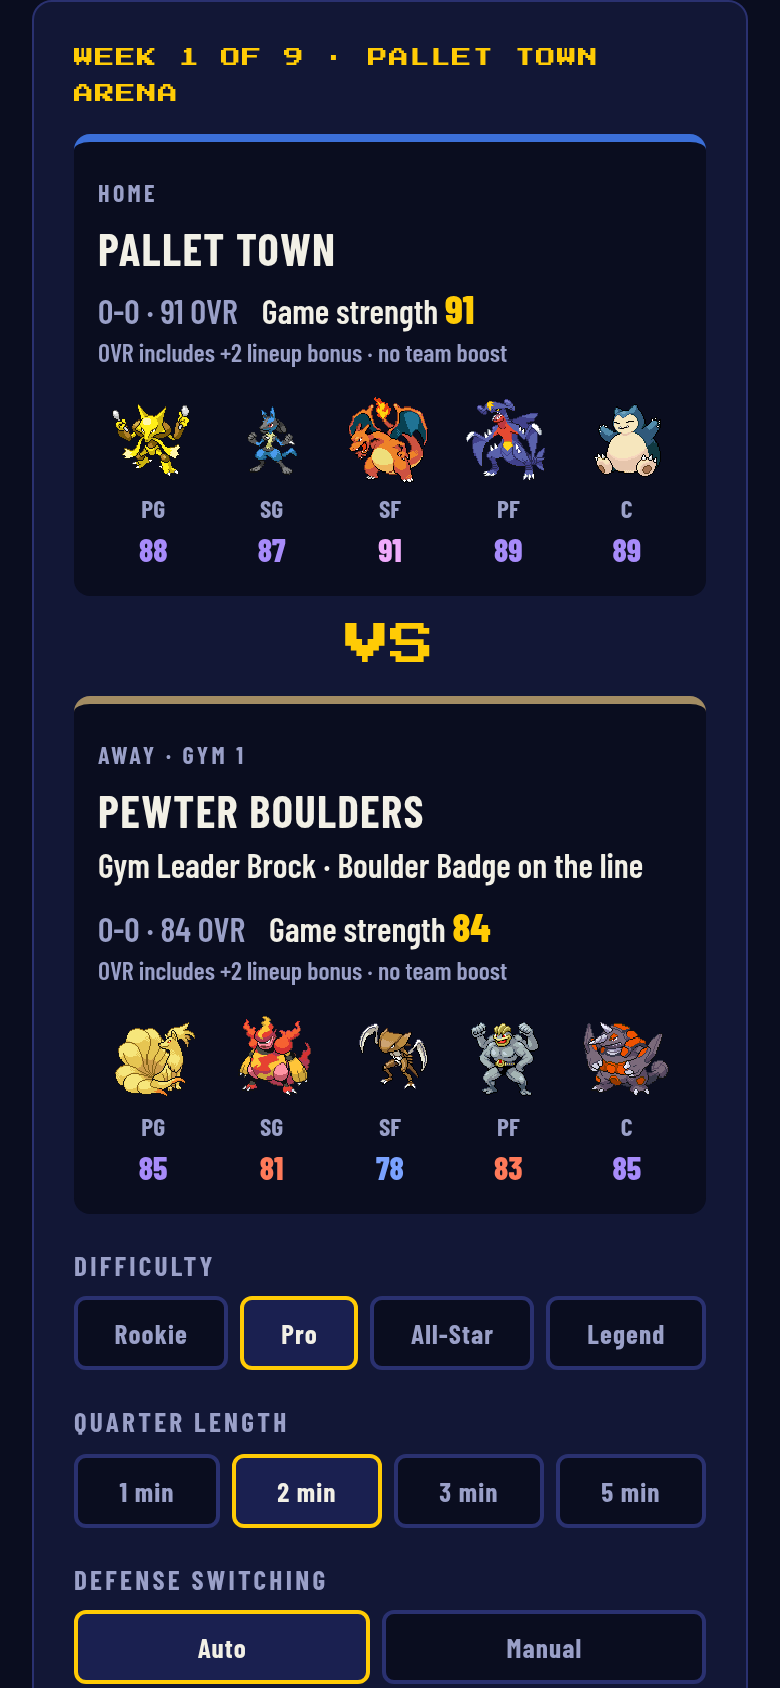 WEEK 1 OF 9 · PALLET TOWN
ARENA
HOME
PALLET TOWN
0-0 · 91 OVR Game strength 91
OVR includes +2 lineup bonus · no team boost
PG SG SF PF C
88 87 91 89 89
VS
AWAY · GYM 1
PEWTER BOULDERS
Gym Leader Brock · Boulder Badge on the line
0-0 · 84 OVR Game strength 84
OVR includes +2 lineup bonus · no team boost
PG SG SF PF C
85 81 78 83 85
DIFFICULTY
Rookie Pro All-Star Legend
QUARTER LENGTH
1 min 2 min 3 min 5 min
DEFENSE SWITCHING
Auto Manual